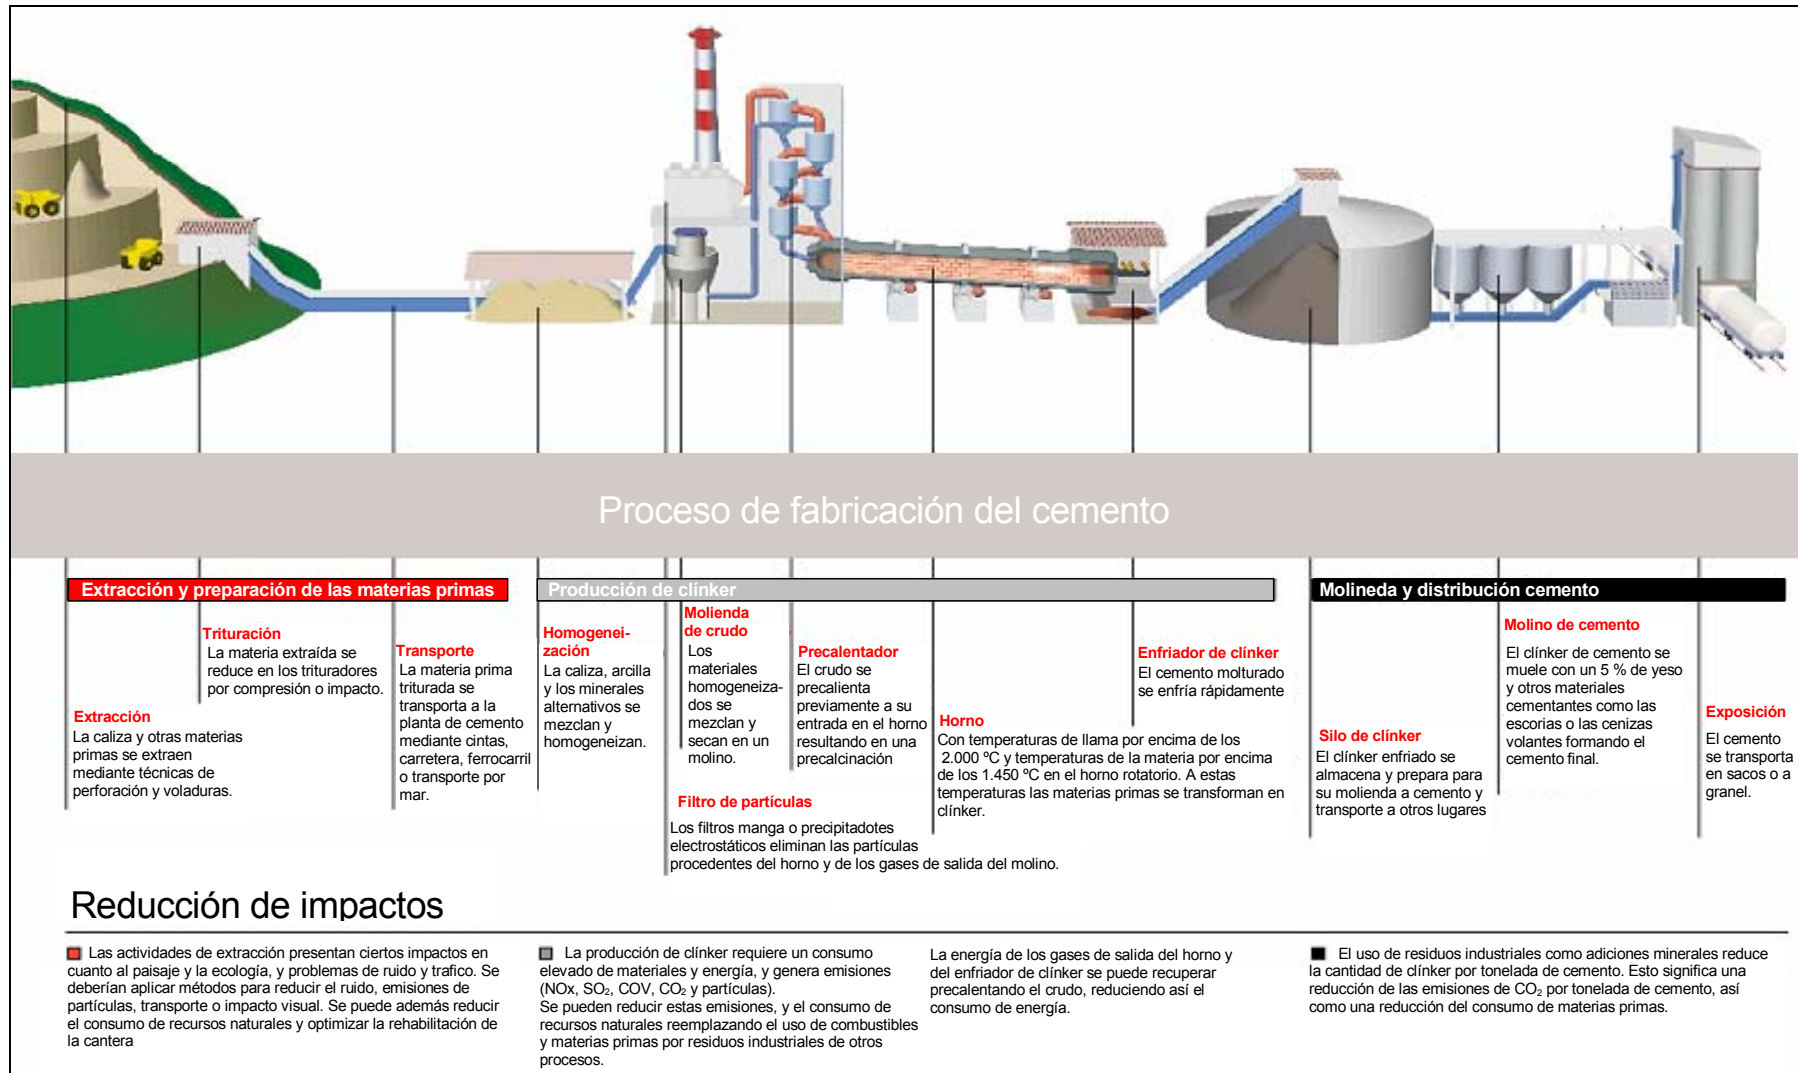 Proceso de fabricación del cemento
Extracción y preparación de las materias primas
Extracción
La caliza y otras materias
primas se extraen
mediante técnicas de
perforación y voladuras.
Trituración
La materia extraída se
reduce en los trituradores
por compresión o impacto.
Transporte
La materia prima
triturada se
transporta a la
planta de cemento
mediante cintas,
carretera, ferrocarril
o transporte por
mar.
Producción de clínker
Homogenei-
zación
La caliza, arcilla
y los minerales
alternativos se
mezclan y
homogeneizan.
Molienda
de crudo
Los
materiales
homogeneiza-
dos se
mezclan y
secan en un
molino.
Filtro de partículas
Los filtros manga o precipitadotes
electrostáticos eliminan las partículas
procedentes del horno y de los gases de salida del molino.
Precalentador
El crudo se
precalienta
previamente a su
entrada en el horno
resultando en una
precalcinación
Horno
Con temperaturas de llama por encima de los
2.000 ºC y temperaturas de la materia por encima
de los 1.450 ºC en el horno rotatorio. A estas
temperaturas las materias primas se transforman en
clínker.
Enfriador de clínker
El cemento molturado
se enfría rápidamente
Molineda y distribución cemento
Silo de clínker
El clínker enfriado se
almacena y prepara para
su molienda a cemento y
transporte a otros lugares
Molino de cemento
El clínker de cemento se
muele con un 5 % de yeso
y otros materiales
cementantes como las
escorias o las cenizas
volantes formando el
cemento final.
Exposición
El cemento
se transporta
en sacos o a
granel.
Reducción de impactos
Las actividades de extracción presentan ciertos impactos en
cuanto al paisaje y la ecología, y problemas de ruido y trafico. Se
deberían aplicar métodos para reducir el ruido, emisiones de
partículas, transporte o impacto visual. Se puede además reducir
el consumo de recursos naturales y optimizar la rehabilitación de
la cantera
La producción de clínker requiere un consumo
elevado de materiales y energía, y genera emisiones
(NOx, SO₂, COV, CO₂ y partículas).
Se pueden reducir estas emisiones, y el consumo de
recursos naturales reemplazando el uso de combustibles
y materias primas por residuos industriales de otros
procesos.
La energía de los gases de salida del horno y
del enfriador de clínker se puede recuperar
precalentando el crudo, reduciendo así el
consumo de energía.
El uso de residuos industriales como adiciones minerales reduce
la cantidad de clínker por tonelada de cemento. Esto significa una
reducción de las emisiones de CO₂ por tonelada de cemento, así
como una reducción del consumo de materias primas.